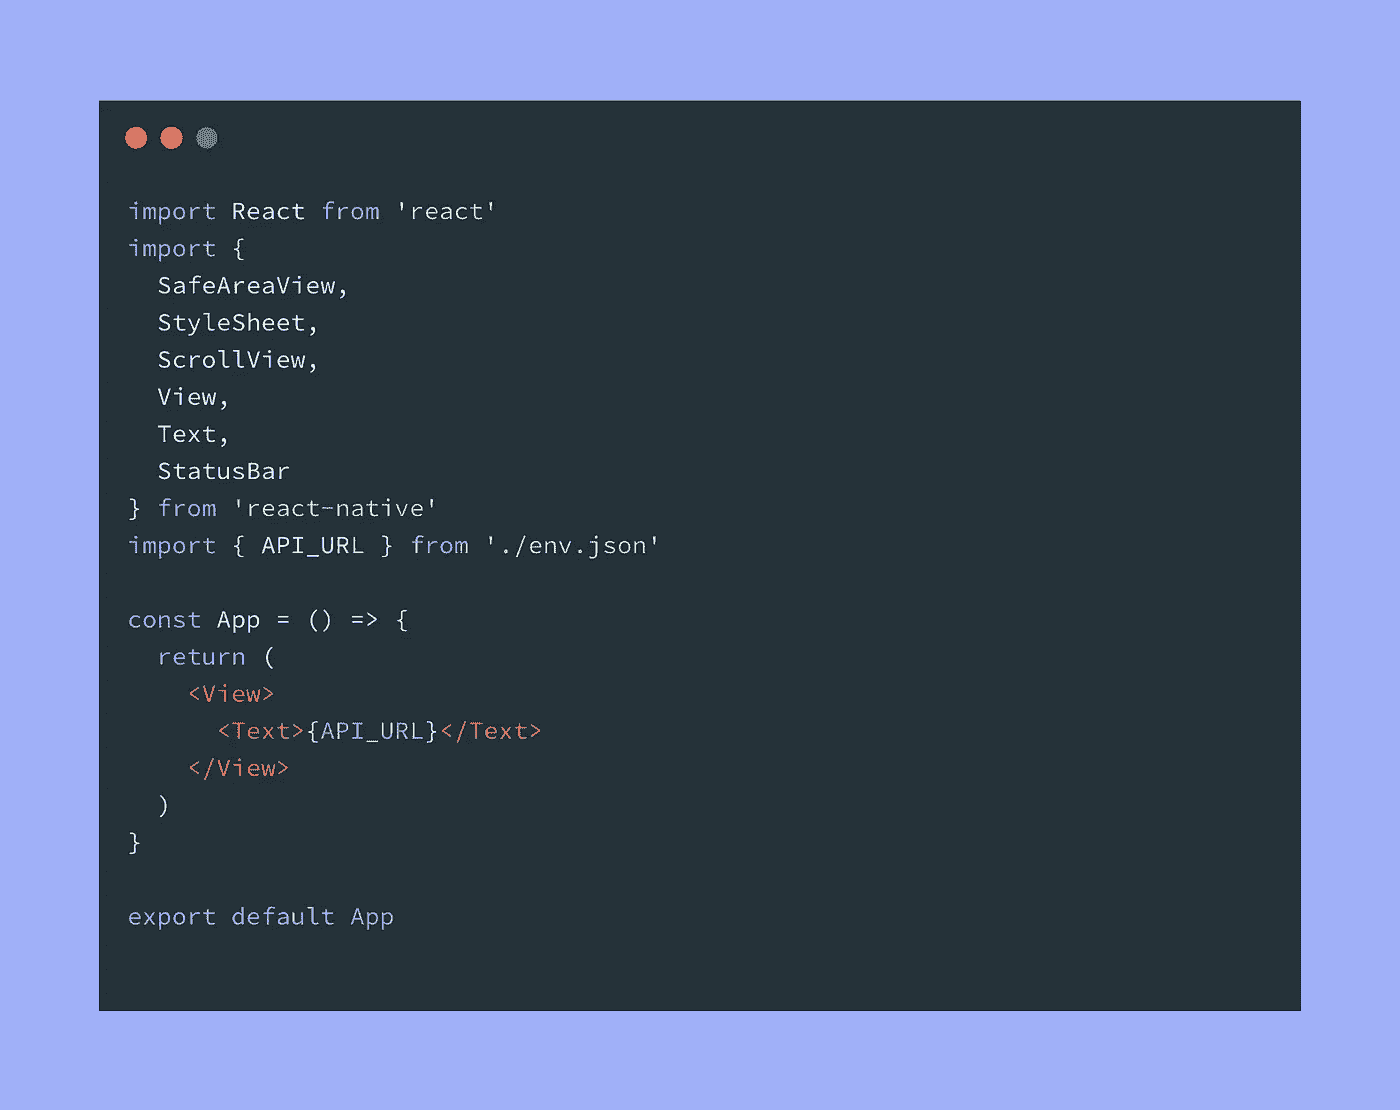 import React from 'react'
import {
  SafeAreaView,
  StyleSheet,
  ScrollView,
  View,
  Text,
  StatusBar
} from 'react-native'
import { API_URL } from './env.json'

const App = () => {
  return (
    <View>
      <Text>{API_URL}</Text>
    </View>
  )
}

export default App